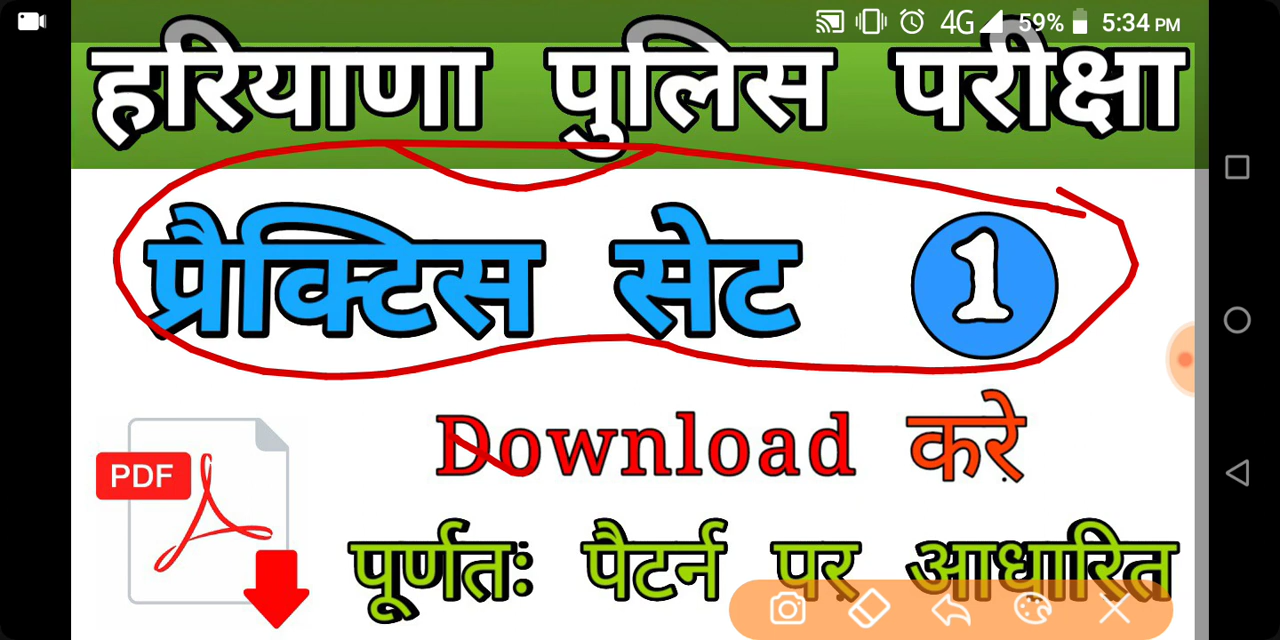 4G 59% 5:34 PM
हरियाणा पुलिस परीक्षा
प्रैक्टिस सेट 1
Download करे
PDF
पूर्णतः पैटर्न पर आधारित